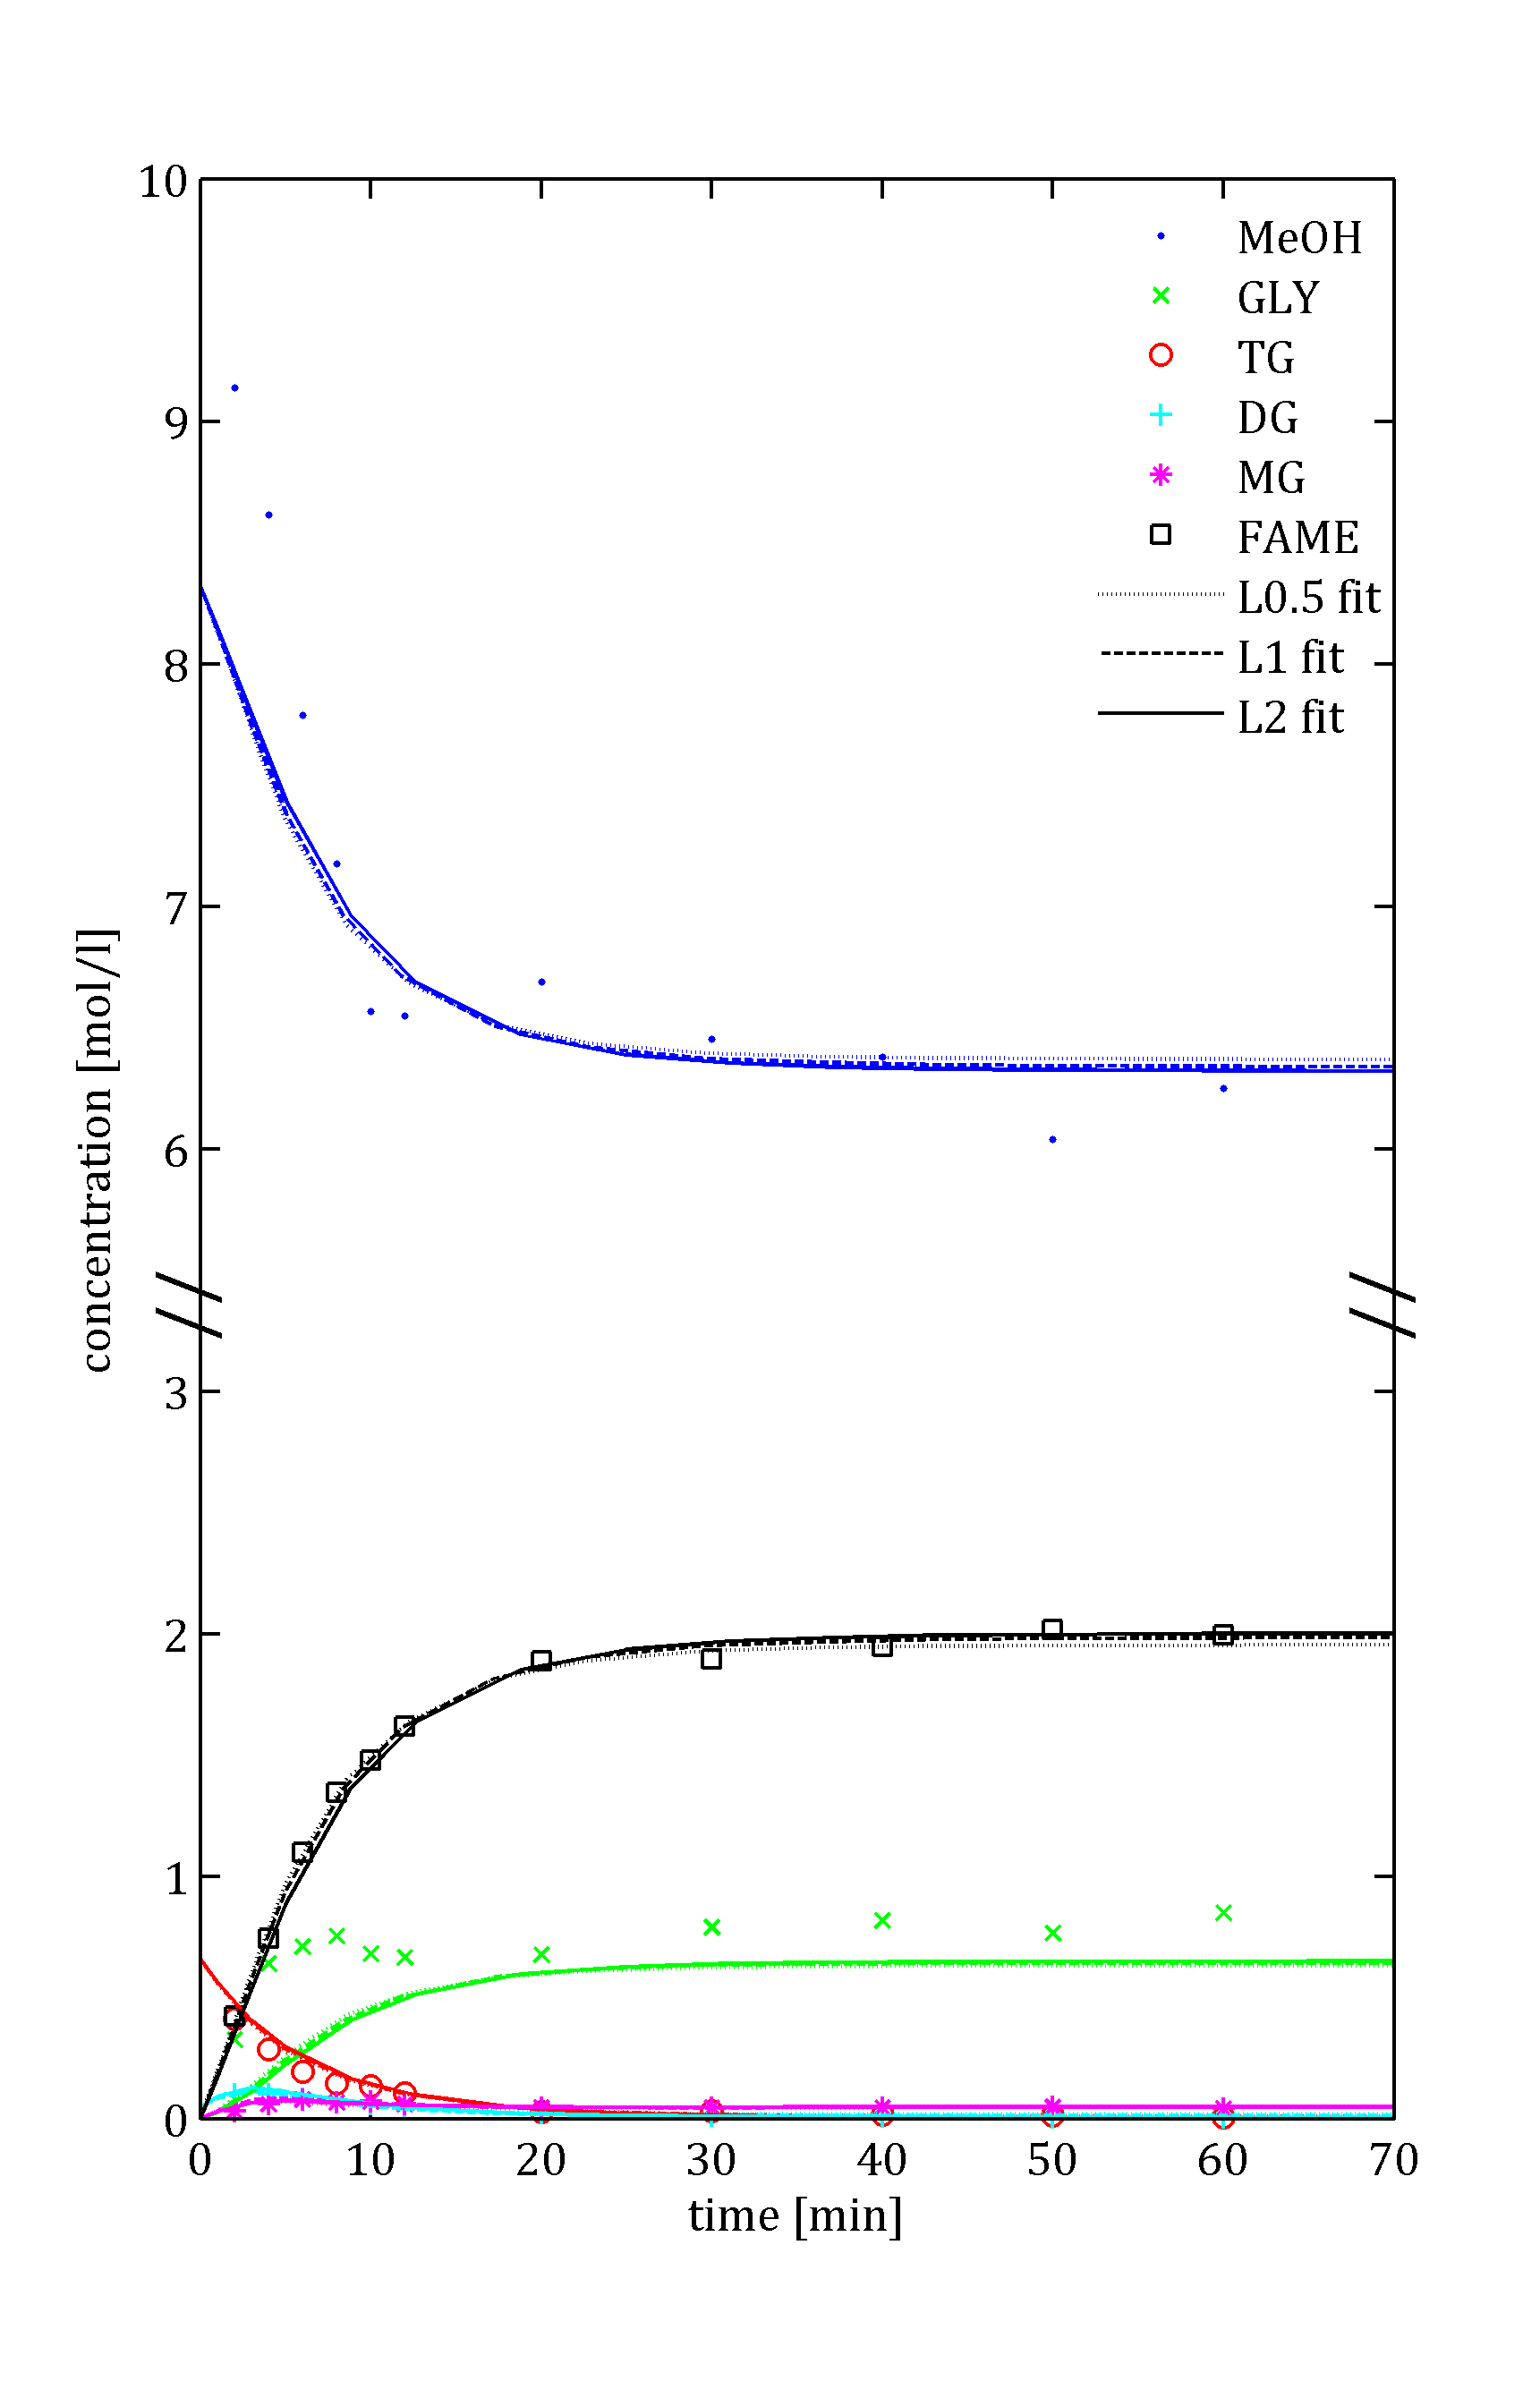 10
9
8
7
6
3
2
1
0
concentration [mol/l]
MeOH
GLY
TG
DG
MG
FAME
L0.5 fit
L1 fit
L2 fit
0 10 20 30 40 50 60 70
time [min]